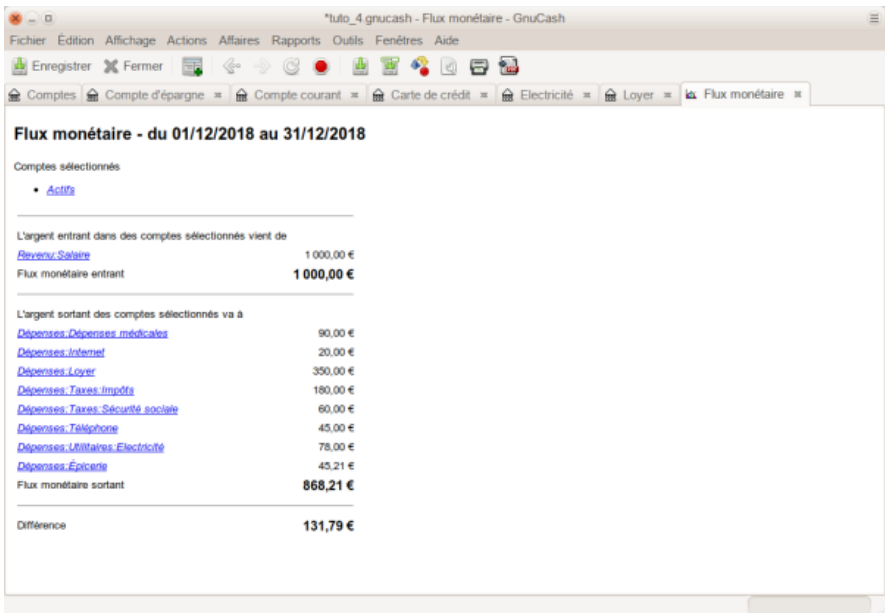 *tuto_4.gnucash - Flux monétaire - GnuCash
Fichier Édition Affichage Actions Affaires Rapports Outils Fenêtres Aide
Enregistrer Fermer
Comptes Compte d'épargne Compte courant Carte de crédit Electricité Loyer Flux monétaire
Flux monétaire - du 01/12/2018 au 31/12/2018
Comptes sélectionnés
• Actifs
L'argent entrant dans des comptes sélectionnés vient de
Revenu:Salaire 1 000,00 €
Flux monétaire entrant 1 000,00 €
L'argent sortant des comptes sélectionnés va à
Dépenses:Dépenses médicales 90,00 €
Dépenses:Internet 20,00 €
Dépenses:Loyer 350,00 €
Dépenses:Taxes:Impôts 180,00 €
Dépenses:Taxes:Sécurité sociale 60,00 €
Dépenses:Téléphone 45,00 €
Dépenses:Utilitaires:Electricité 78,00 €
Dépenses:Épicerie 45,21 €
Flux monétaire sortant 868,21 €
Différence 131,79 €